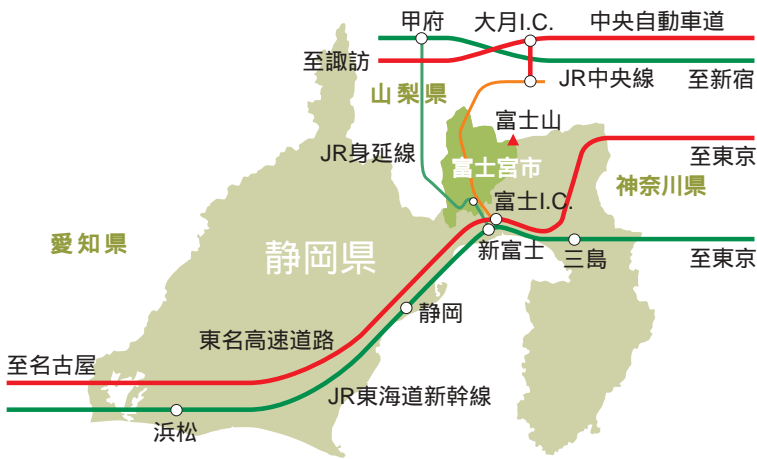 甲府
大月I.C.
中央自動車道
至諏訪
JR中央線
至新宿
山梨県
富士山
JR身延線
至東京
富士宮市
神奈川県
富士I.C.
愛知県
静岡県
新富士
三島
至東京
静岡
東名高速道路
至名古屋
JR東海道新幹線
浜松